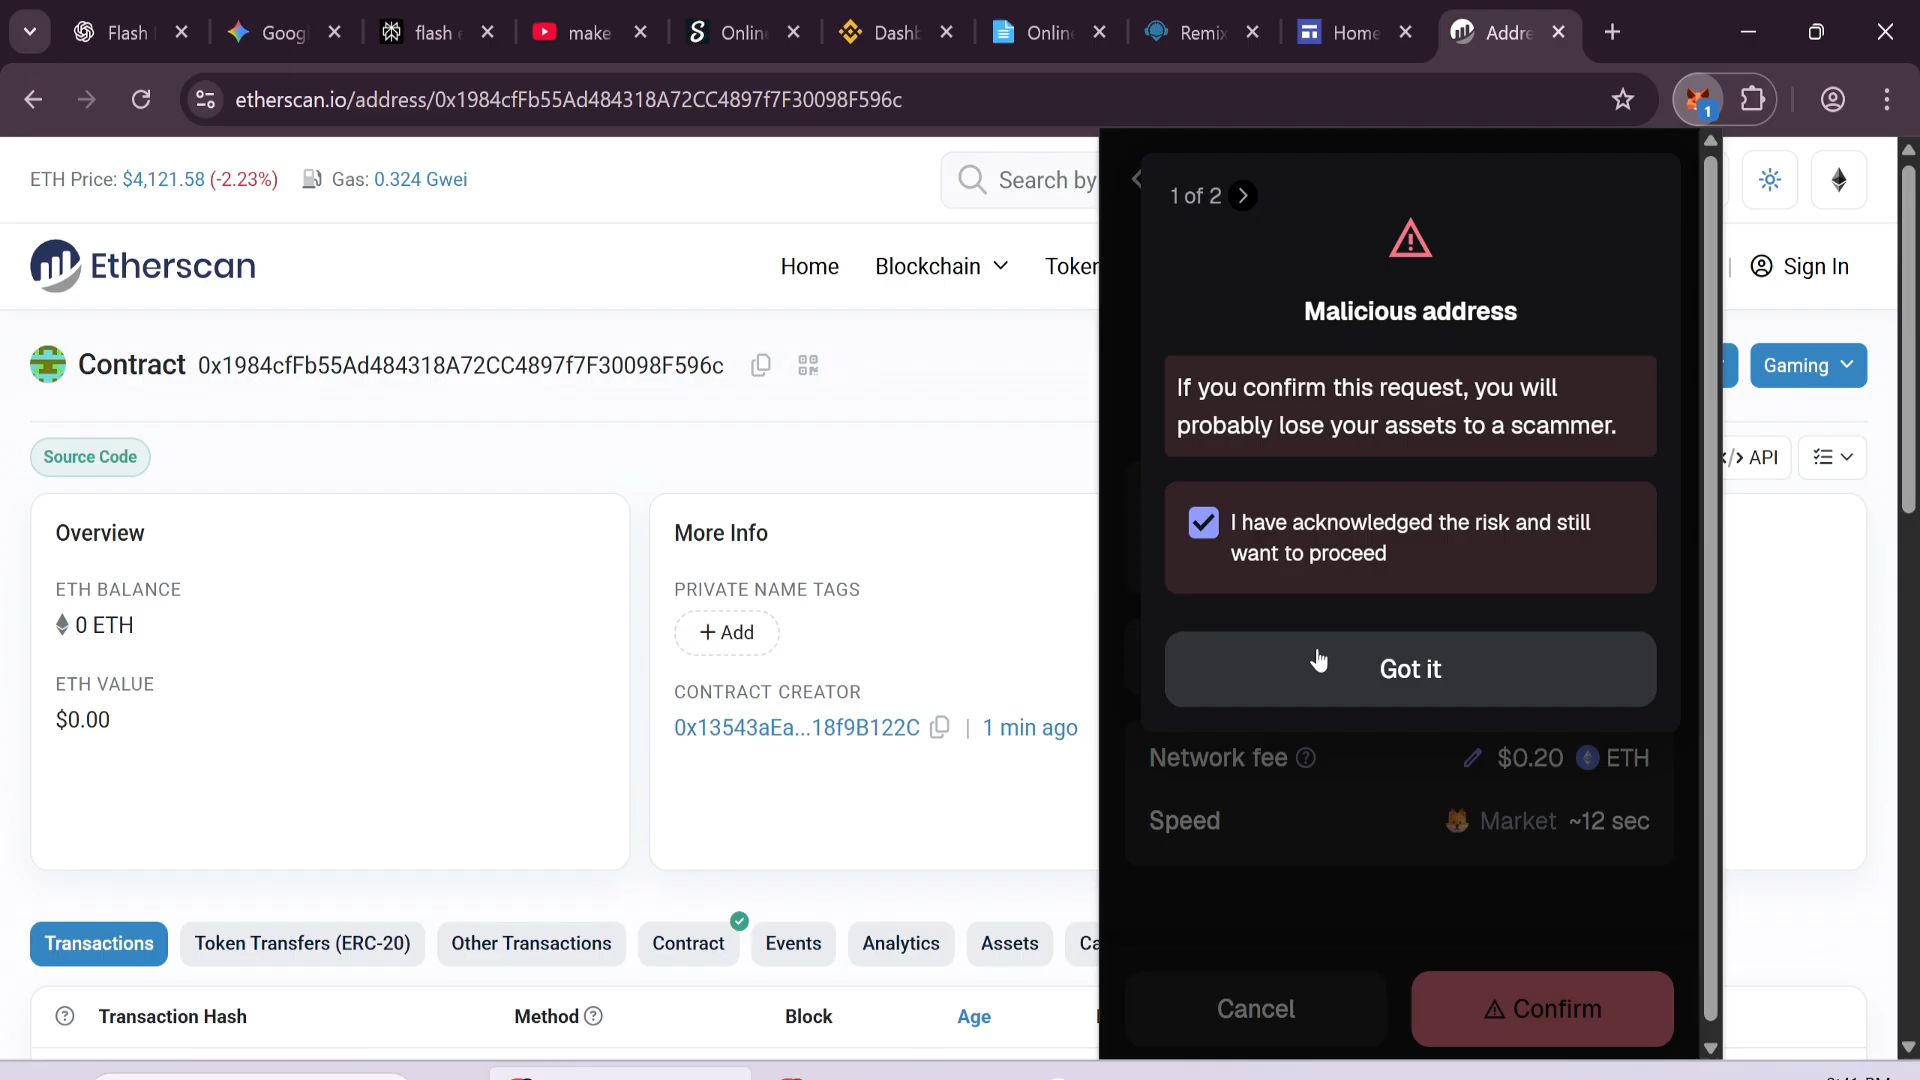 Flash
Googl
flash e
make
Onlin
Dashb
Onlin
Remix
Home
Addre
etherscan.io/address/0x1984cfFb55Ad484318A72CC4897f7F30098F596c
1
ETH Price: $4,121.58 (-2.23%)
Gas: 0.324 Gwei
Search by
Etherscan
Home
Blockchain
Token
Sign In
Contract 0x1984cfFb55Ad484318A72CC4897f7F30098F596c
Gaming
Source Code
API
Overview
ETH BALANCE
0 ETH
ETH VALUE
$0.00
More Info
PRIVATE NAME TAGS
+ Add
CONTRACT CREATOR
0x13543aEa...18f9B122C | 1 min ago
1 of 2
Malicious address
If you confirm this request, you will
probably lose your assets to a scammer.
I have acknowledged the risk and still
want to proceed
Got it
Network fee
$0.20 ETH
Speed
Market ~12 sec
Cancel
Confirm
Transactions
Token Transfers (ERC-20)
Other Transactions
Contract
Events
Analytics
Assets
Ca
Transaction Hash
Method
Block
Age